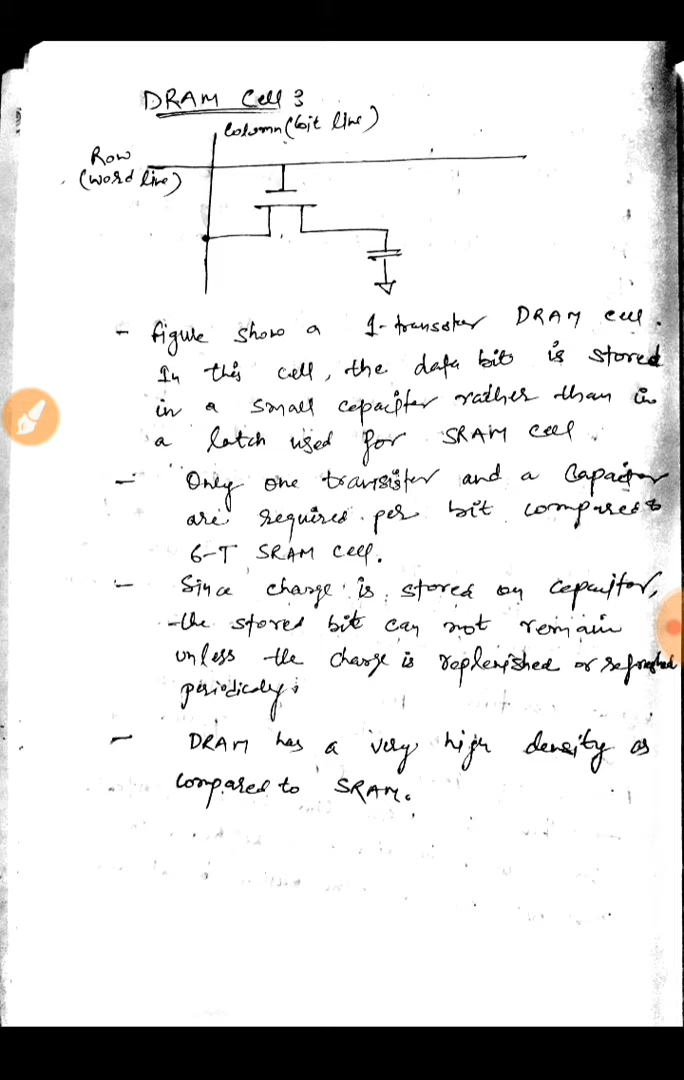 DRAM Cell :
Column (bit line)
Row
(word line)
- figure show a 1-transistor DRAM cell.
In this cell, the data bit is stored
in a small capacitor rather than in
a latch used for SRAM cell.
- Only one transistor and a Capacitor
are required per bit compared to
6-T SRAM cell.
- Since charge is stored on capacitor,
the stored bit can not remain
unless the charge is replenished or refreshed
periodically.
- DRAM has a very high density as
compared to SRAM.